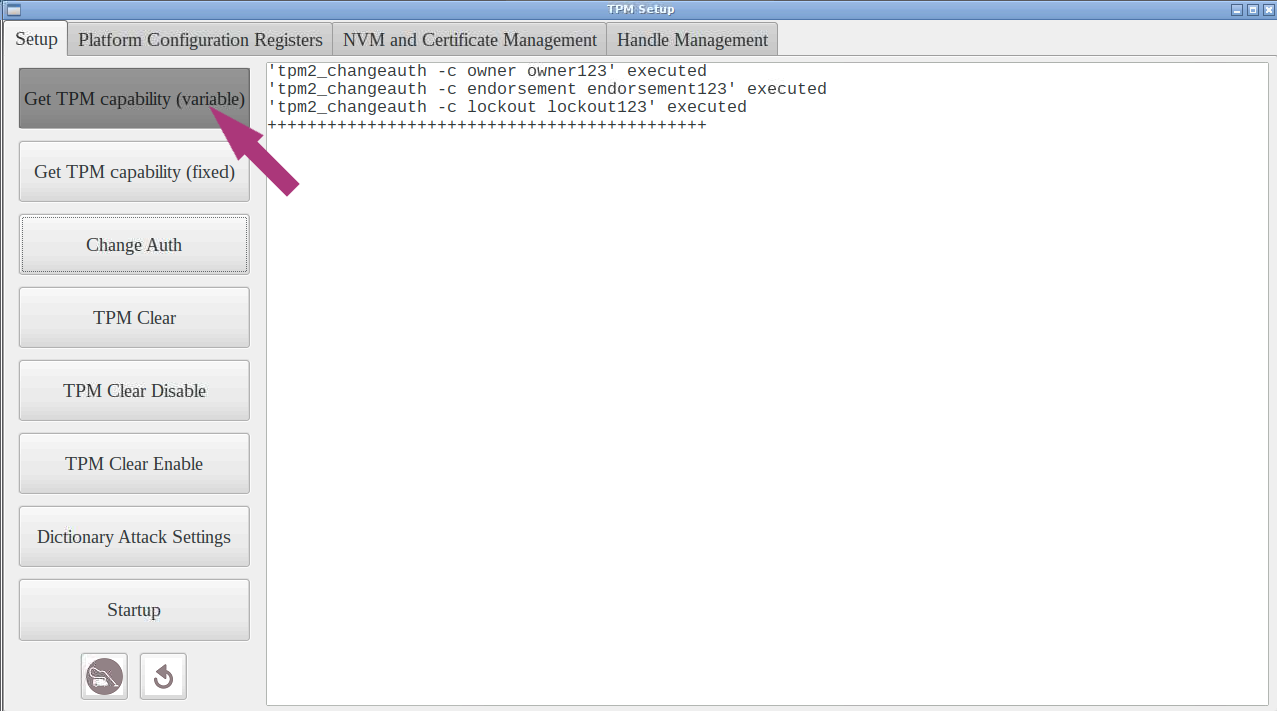 TPM Setup
Setup
Platform Configuration Registers
NVM and Certificate Management
Handle Management
Get TPM capability (variable)
Get TPM capability (fixed)
Change Auth
TPM Clear
TPM Clear Disable
TPM Clear Enable
Dictionary Attack Settings
Startup
'tpm2_changeauth -c owner owner123' executed
'tpm2_changeauth -c endorsement endorsement123' executed
'tpm2_changeauth -c lockout lockout123' executed
++++++++++++++++++++++++++++++++++++++++++++